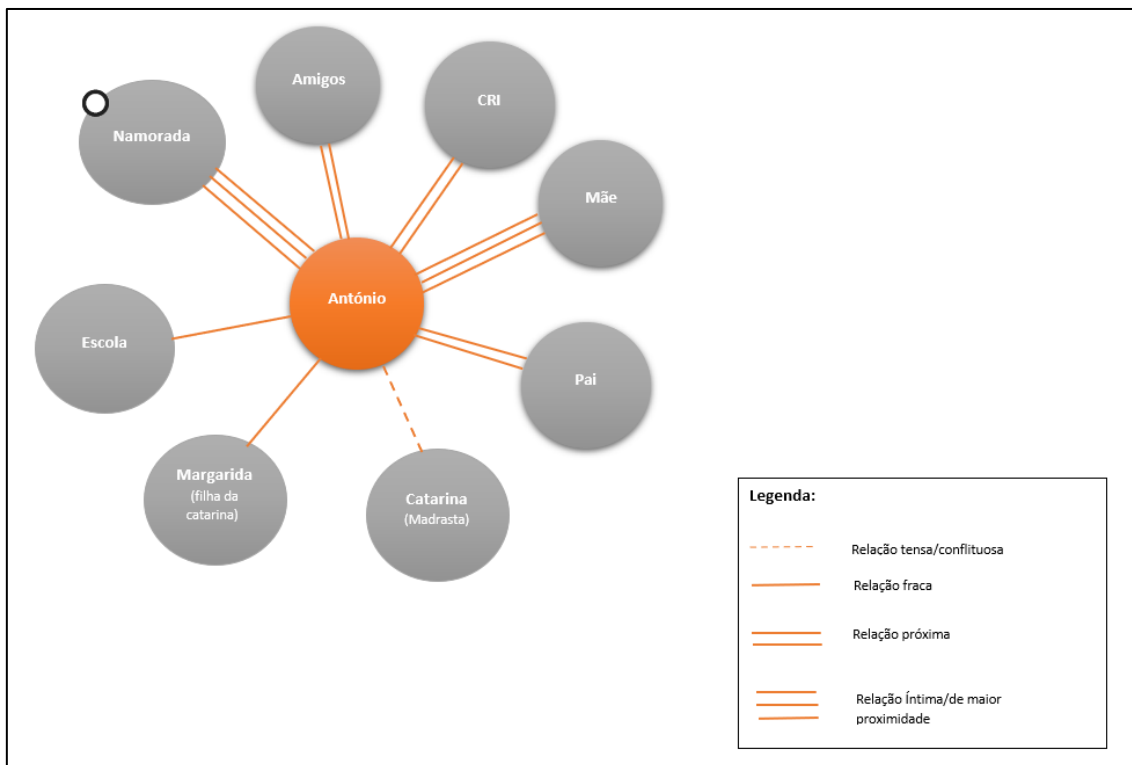 Amigos
CRI
Namorada
Mãe
António
Escola
Pai
Margarida
(filha da
catarina)
Catarina
(Madrasta)
Legenda:
Relação tensa/conflituosa
Relação fraca
Relação próxima
Relação Íntima/de maior
proximidade